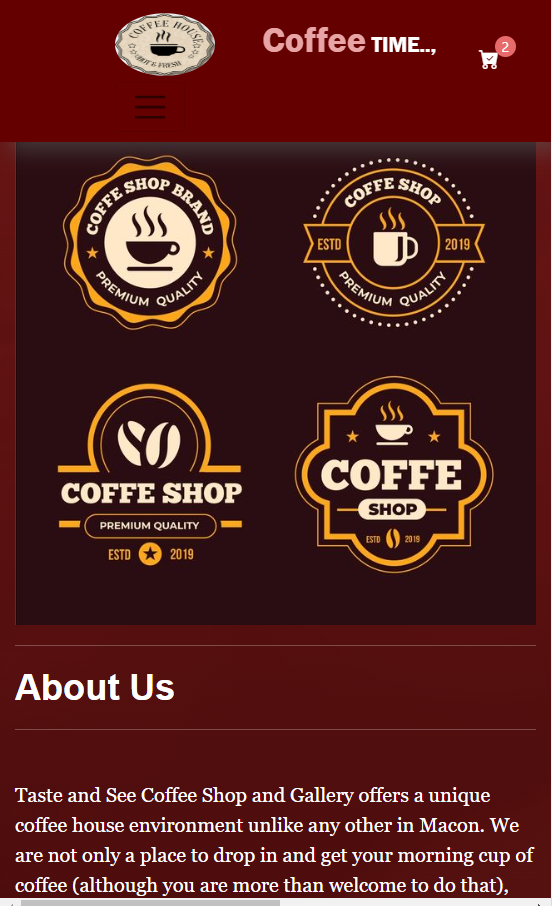 COFFEE HOUSE
HOT & FRESH
Coffee TIME..,
2
COFFE SHOP BRAND
PREMIUM QUALITY
COFFE SHOP
ESTD 2019
PREMIUM QUALITY
COFFE SHOP
PREMIUM QUALITY
ESTD 2019
COFFE
SHOP
ESTD 2019
About Us
Taste and See Coffee Shop and Gallery offers a unique
coffee house environment unlike any other in Macon. We
are not only a place to drop in and get your morning cup of
coffee (although you are more than welcome to do that),